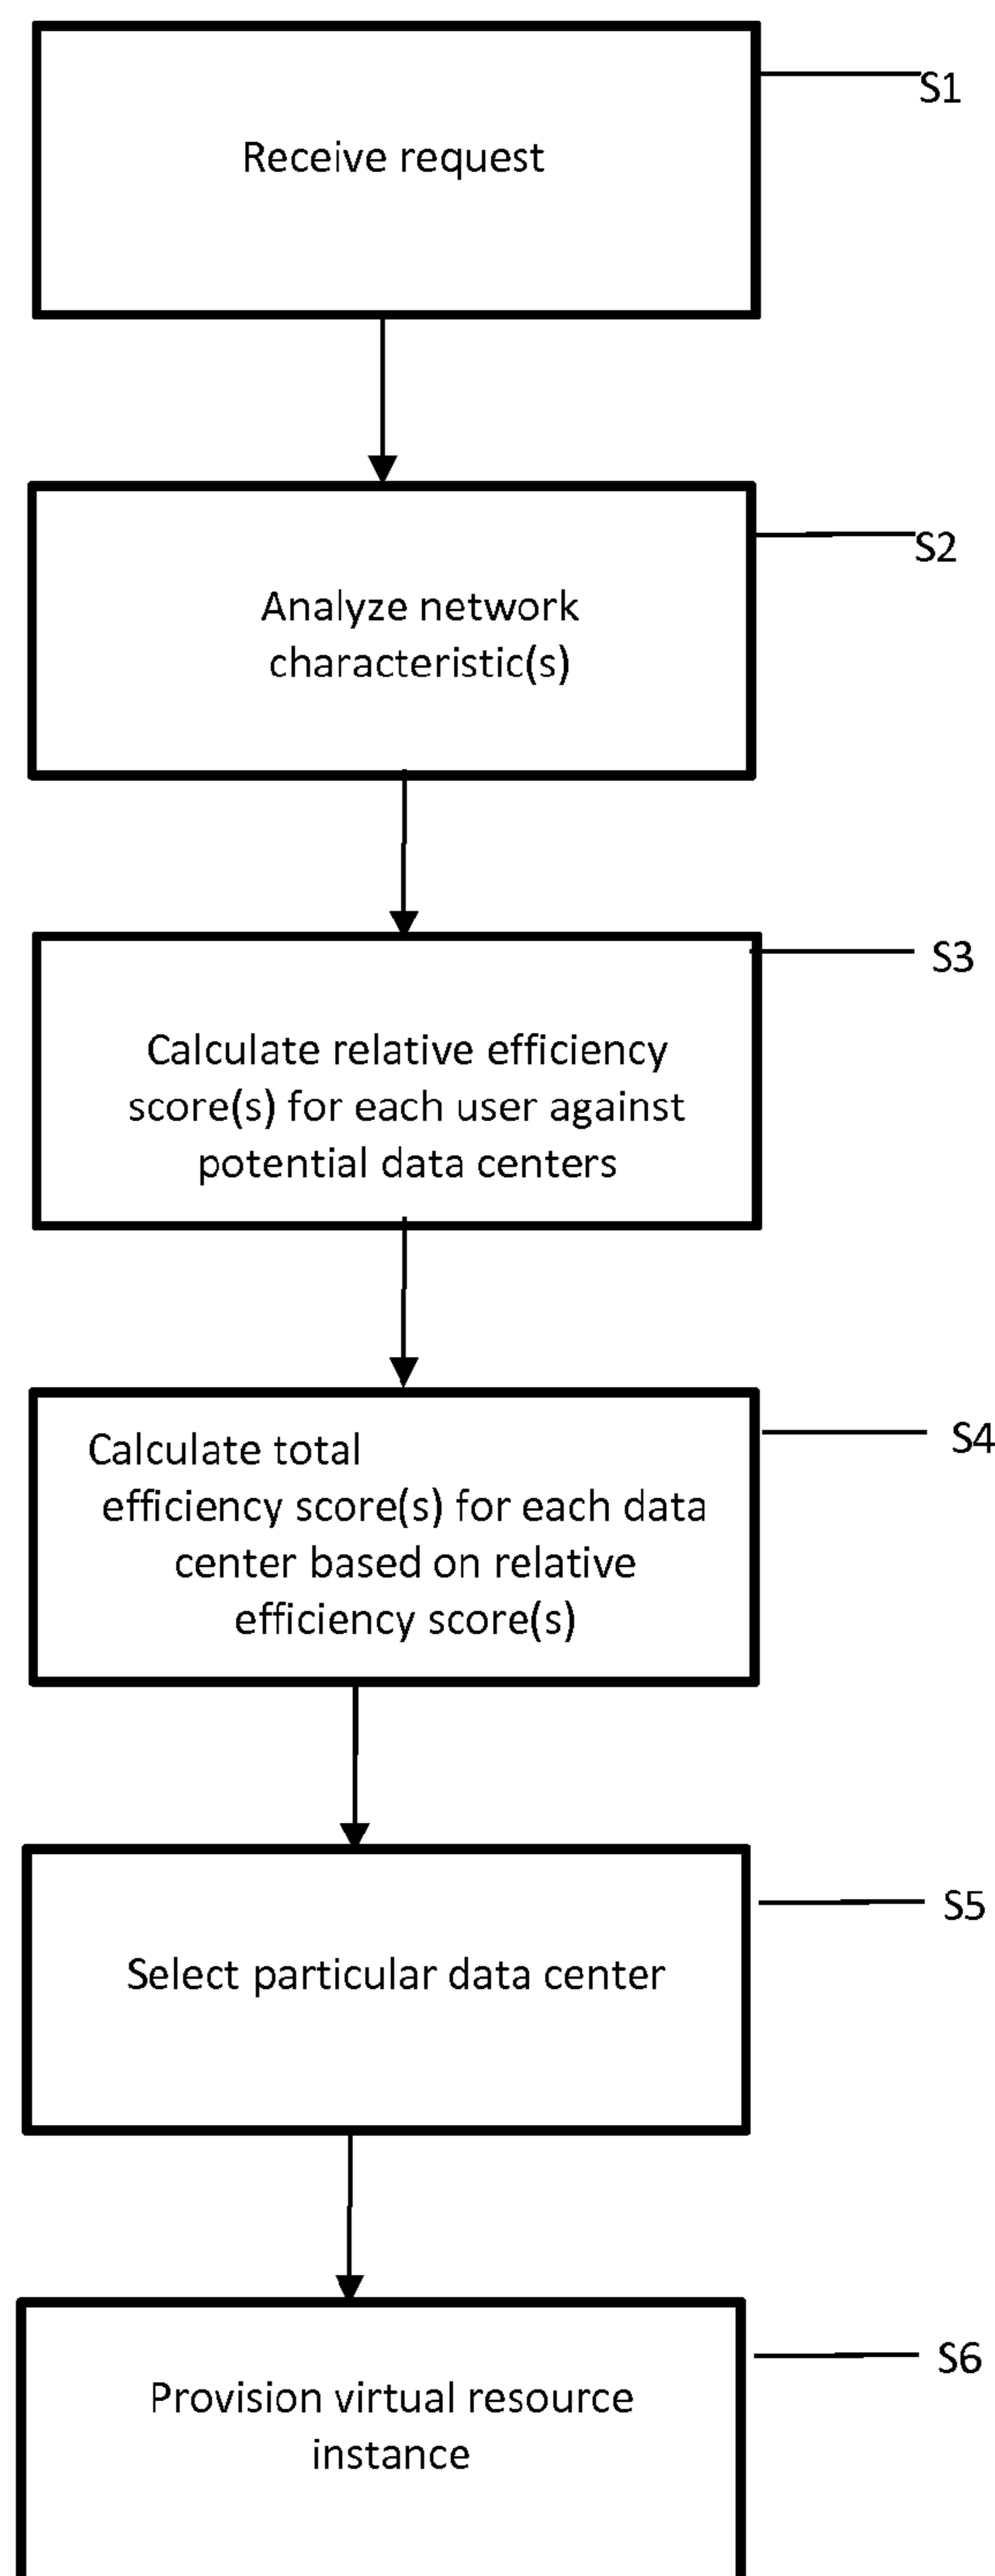 S1
Receive request
S2
Analyze network
characteristic(s)
S3
Calculate relative efficiency
score(s) for each user against
potential data centers
S4
Calculate total
efficiency score(s) for each data
center based on relative
efficiency score(s)
S5
Select particular data center
S6
Provision virtual resource
instance